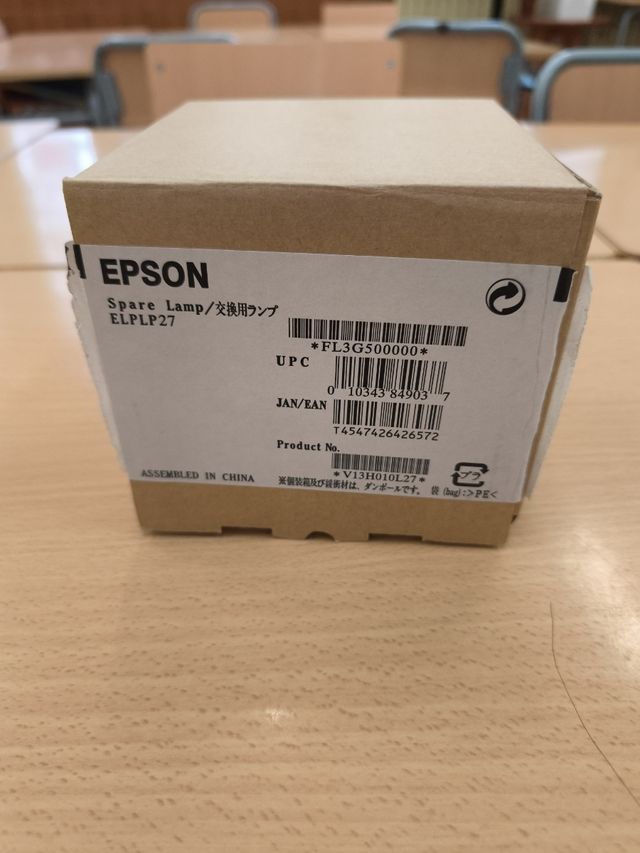 EPSON
Spare Lamp/交換用ランプ
ELPLP27
*FL3G500000*
UPC
0 10343 84903 7
JAN/EAN
T4547426426572
Product No.
*V13H010L27*
ASSEMBLED IN CHINA
※個装箱及び緩衝材は、ダンボールです。
プラ
袋(bag):>PE<